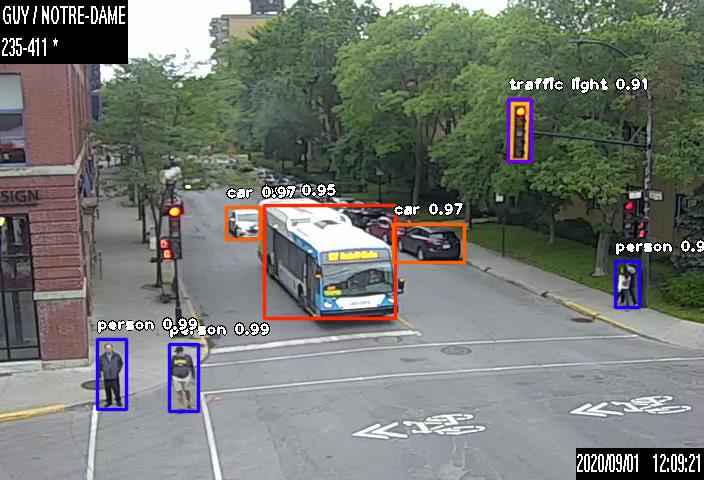 GUY / NOTRE-DAME
235-411 *
traffic light 0.91
car 0.97
0.95
car 0.97
SIGN
person 0.9
person 0.99
person 0.99
2020/09/01 12:09:21